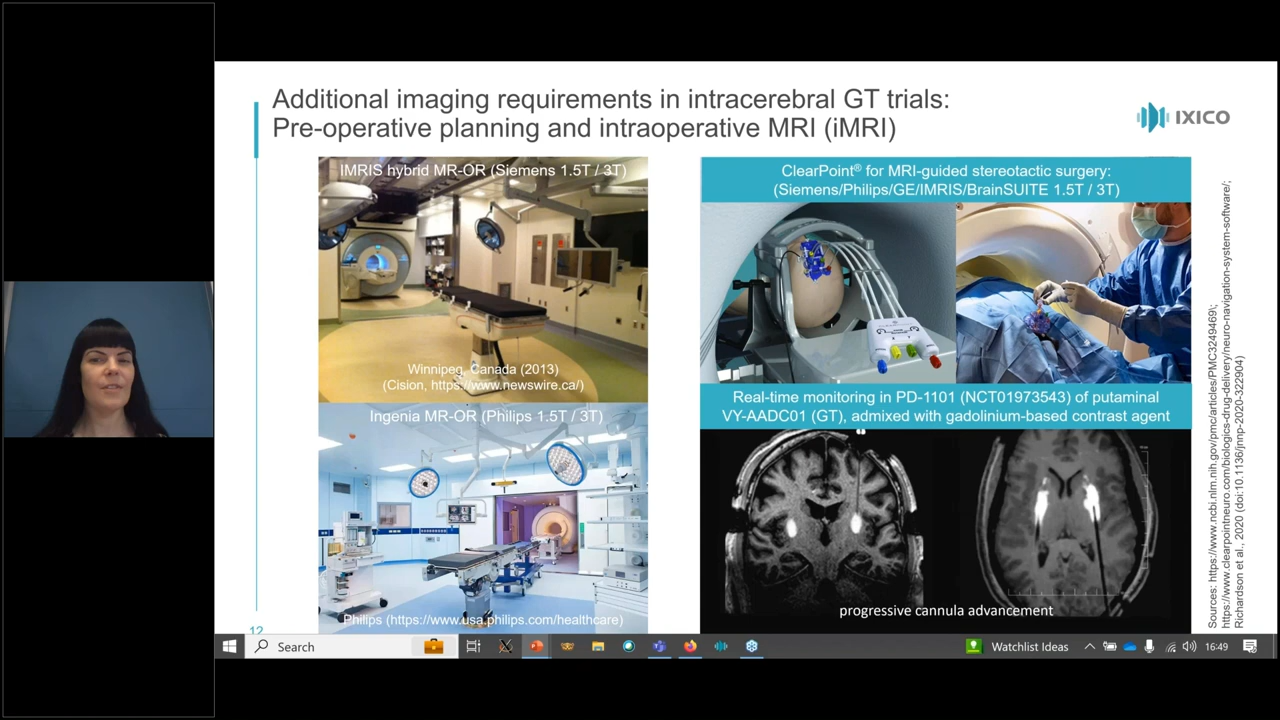 Additional imaging requirements in intracerebral GT trials:
Pre-operative planning and intraoperative MRI (iMRI)
IXICO
IMRIS hybrid MR-OR (Siemens 1.5T / 3T)
Winnipeg, Canada (2013)
(Cision, https://www.newswire.ca/)
Ingenia MR-OR (Philips 1.5T / 3T)
Philips (https://www.usa.philips.com/healthcare)
ClearPoint® for MRI-guided stereotactic surgery:
(Siemens/Philips/GE/IMRIS/BrainSUITE 1.5T / 3T)
Real-time monitoring in PD-1101 (NCT01973543) of putaminal
VY-AADC01 (GT), admixed with gadolinium-based contrast agent
progressive cannula advancement
Sources: https://www.ncbi.nlm.nih.gov/pmc/articles/PMC3249469\;
https://www.clearpointneuro.com/biologics-drug-delivery/neuro-navigation-system-software/;
Richardson et al., 2020 (doi:10.1136/jnnp-2020-322904)
12
Search
Watchlist Ideas
16:49